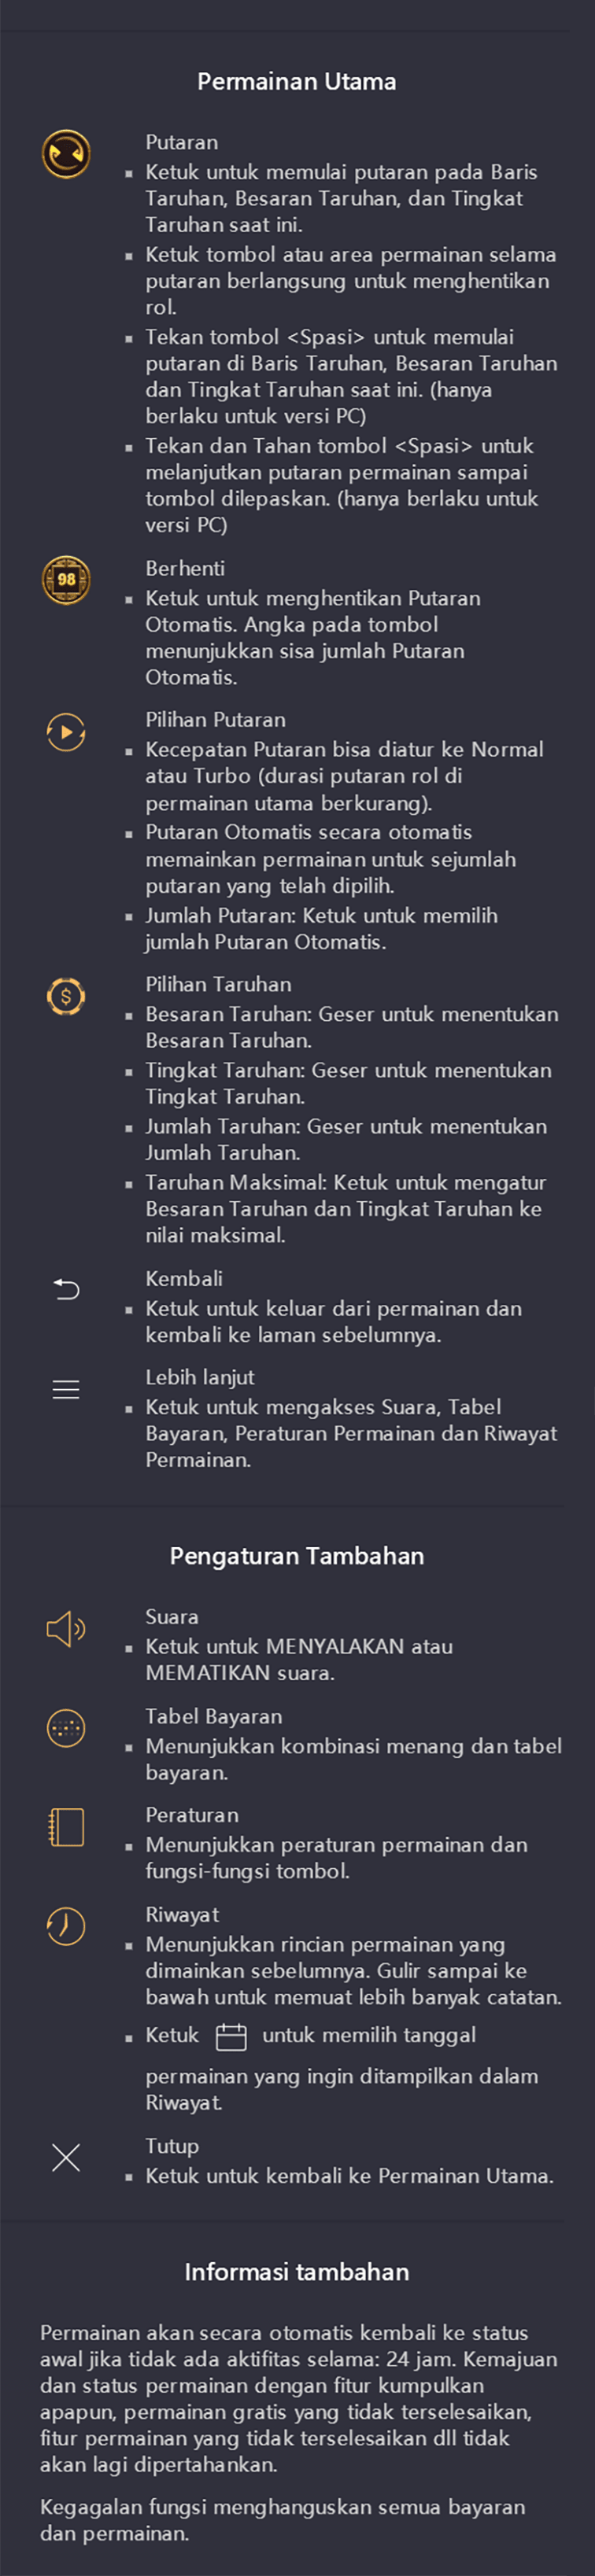 Permainan Utama
Putaran
Ketuk untuk memulai putaran pada Baris
Taruhan, Besaran Taruhan, dan Tingkat
Taruhan saat ini.
Ketuk tombol atau area permainan selama
putaran berlangsung untuk menghentikan
rol.
Tekan tombol <Spasi> untuk memulai
putaran di Baris Taruhan, Besaran Taruhan
dan Tingkat Taruhan saat ini. (hanya
berlaku untuk versi PC)
Tekan dan Tahan tombol <Spasi> untuk
melanjutkan putaran permainan sampai
tombol dilepaskan. (hanya berlaku untuk
versi PC)
98
Berhenti
Ketuk untuk menghentikan Putaran
Otomatis. Angka pada tombol
menunjukkan sisa jumlah Putaran
Otomatis.
Pilihan Putaran
Kecepatan Putaran bisa diatur ke Normal
atau Turbo (durasi putaran rol di
permainan utama berkurang).
Putaran Otomatis secara otomatis
memainkan permainan untuk sejumlah
putaran yang telah dipilih.
Jumlah Putaran: Ketuk untuk memilih
jumlah Putaran Otomatis.
$
Pilihan Taruhan
Besaran Taruhan: Geser untuk menentukan
Besaran Taruhan.
Tingkat Taruhan: Geser untuk menentukan
Tingkat Taruhan.
Jumlah Taruhan: Geser untuk menentukan
Jumlah Taruhan.
Taruhan Maksimal: Ketuk untuk mengatur
Besaran Taruhan dan Tingkat Taruhan ke
nilai maksimal.
Kembali
Ketuk untuk keluar dari permainan dan
kembali ke laman sebelumnya.
Lebih lanjut
Ketuk untuk mengakses Suara, Tabel
Bayaran, Peraturan Permainan dan Riwayat
Permainan.
Pengaturan Tambahan
Suara
Ketuk untuk MENYALAKAN atau
MEMATIKAN suara.
Tabel Bayaran
Menunjukkan kombinasi menang dan tabel
bayaran.
Peraturan
Menunjukkan peraturan permainan dan
fungsi-fungsi tombol.
Riwayat
Menunjukkan rincian permainan yang
dimainkan sebelumnya. Gulir sampai ke
bawah untuk memuat lebih banyak catatan.
Ketuk untuk memilih tanggal
permainan yang ingin ditampilkan dalam
Riwayat.
Tutup
Ketuk untuk kembali ke Permainan Utama.
Informasi tambahan
Permainan akan secara otomatis kembali ke status
awal jika tidak ada aktifitas selama: 24 jam. Kemajuan
dan status permainan dengan fitur kumpulkan
apapun, permainan gratis yang tidak terselesaikan,
fitur permainan yang tidak terselesaikan dll tidak
akan lagi dipertahankan.
Kegagalan fungsi menghanguskan semua bayaran
dan permainan.